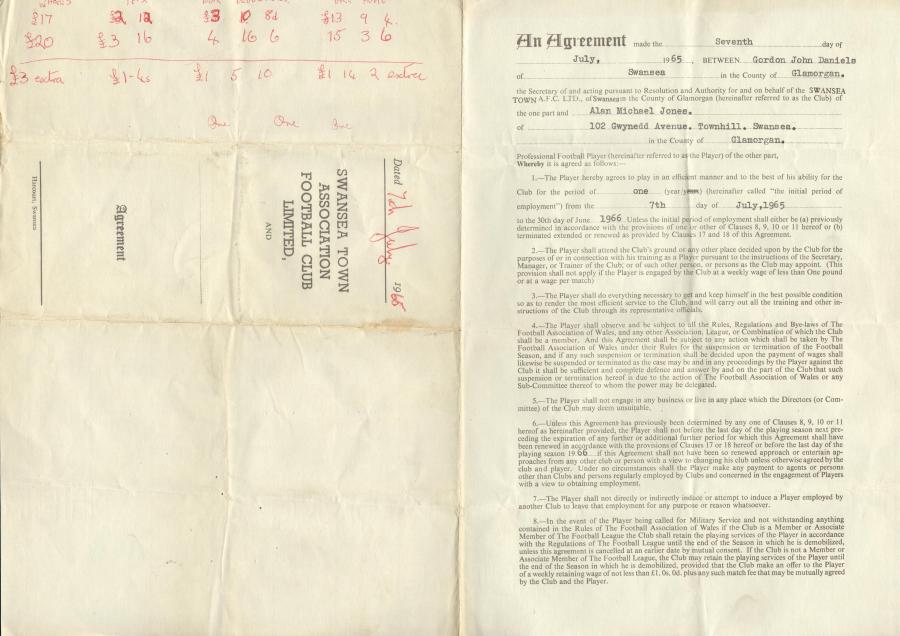 £17 £2 12 £3 10 8d £13 9 4.
£20 £3 16 4 16 6 15 3 6
£3 extra £1-4s £1 5 10 £1 14 2 extra
One One One
Dated 7th July 1965
SWANSEA TOWN
ASSOCIATION
FOOTBALL CLUB
LIMITED,
AND
Agreement
Harcourt, Swansea
An Agreement made the Seventh day of
July, 1965, BETWEEN Gordon John Daniels
of Swansea in the County of Glamorgan.
the Secretary of and acting pursuant to Resolution and Authority for and on behalf of the SWANSEA
TOWN A.F.C. LTD., of Swansea in the County of Glamorgan (hereinafter referred to as the Club) of
the one part and Alan Michael Jones.
of 102 Gwynedd Avenue. Townhill. Swansea.
in the County of Glamorgan.
Professional Football Player (hereinafter referred to as the Player) of the other part,
Whereby it is agreed as follows:—
1.—The Player hereby agrees to play in an efficient manner and to the best of his ability for the
Club for the period of one (year/years) (hereinafter called "the initial period of
employment") from the 7th day of July,1965
to the 30th day of June 1966 Unless the initial period of employment shall either be (a) previously
determined in accordance with the provisions of one or other of Clauses 8, 9, 10 or 11 hereof or (b)
terminated extended or renewed as provided by Clauses 17 and 18 of this Agreement.
2.—The Player shall attend the Club's ground or any other place decided upon by the Club for the
purposes of or in connection with his training as a Player pursuant to the instructions of the Secretary,
Manager, or Trainer of the Club; or of such other person, or persons as the Club may appoint. (This
provision shall not apply if the Player is engaged by the Club at a weekly wage of less than One pound
or at a wage per match)
3.—The Player shall do everything necessary to get and keep himself in the best possible condition
so as to render the most efficient service to the Club, and will carry out all the training and other in-
structions of the Club through its representative officials.
4.—The Player shall observe and be subject to all the Rules, Regulations and Bye-laws of The
Football Association of Wales, and any other Association, League, or Combination of which the Club
shall be a member. And this Agreement shall be subject to any action which shall be taken by The
Football Association of Wales under their Rules for the suspension or termination of the Football
Season, and if any such suspension or termination shall be decided upon the payment of wages shall
likewise be suspended or terminated as the case may be and in any proceedings by the Player against the
Club it shall be sufficient and complete defence and answer by and on the part of the Club that such
suspension or termination hereof is due to the action of The Football Association of Wales or any
Sub-Committee thereof to whom the power may be delegated.
5.—The Player shall not engage in any business or live in any place which the Directors (or Com-
mittee) of the Club may deem unsuitable.
6.—Unless this Agreement has previously been determined by any one of Clauses 8, 9, 10 or 11
hereof as hereinafter provided, the Player shall not before the last day of the playing season next pre-
ceding the expiration of any further or additional further period for which this Agreement shall have
been renewed in accordance with the provisions of Clauses 17 or 18 hereof or before the last day of the
playing season 1966 if this Agreement shall not have been so renewed approach or entertain ap-
proaches from any other club or person with a view to changing his club unless otherwise agreed by the
club and player. Under no circumstances shall the Player make any payment to agents or persons
other than Clubs and persons regularly employed by Clubs and concerned in the engagement of Players
with a view to obtaining employment.
7.—The Player shall not directly or indirectly induce or attempt to induce a Player employed by
another Club to leave that employment for any purpose or reason whatsoever.
8.—In the event of the Player being called for Military Service and not withstanding anything
contained in the Rules of The Football Association of Wales if the Club is a Member or Associate
Member of The Football League the Club shall retain the playing services of the Player in accordance
with the Regulations of The Football League until the end of the Season in which he is demobilized,
unless this agreement is cancelled at an earlier date by mutual consent. If the Club is not a Member or
Associate Member of The Football League, the Club may retain the playing services of the Player until
the end of the Season in which he is demobilized, provided that the Club make an offer to the Player
of a weekly retaining wage of not less than £1. 0s. 0d. plus any such match fee that may be mutually agreed
by the Club and the Player.